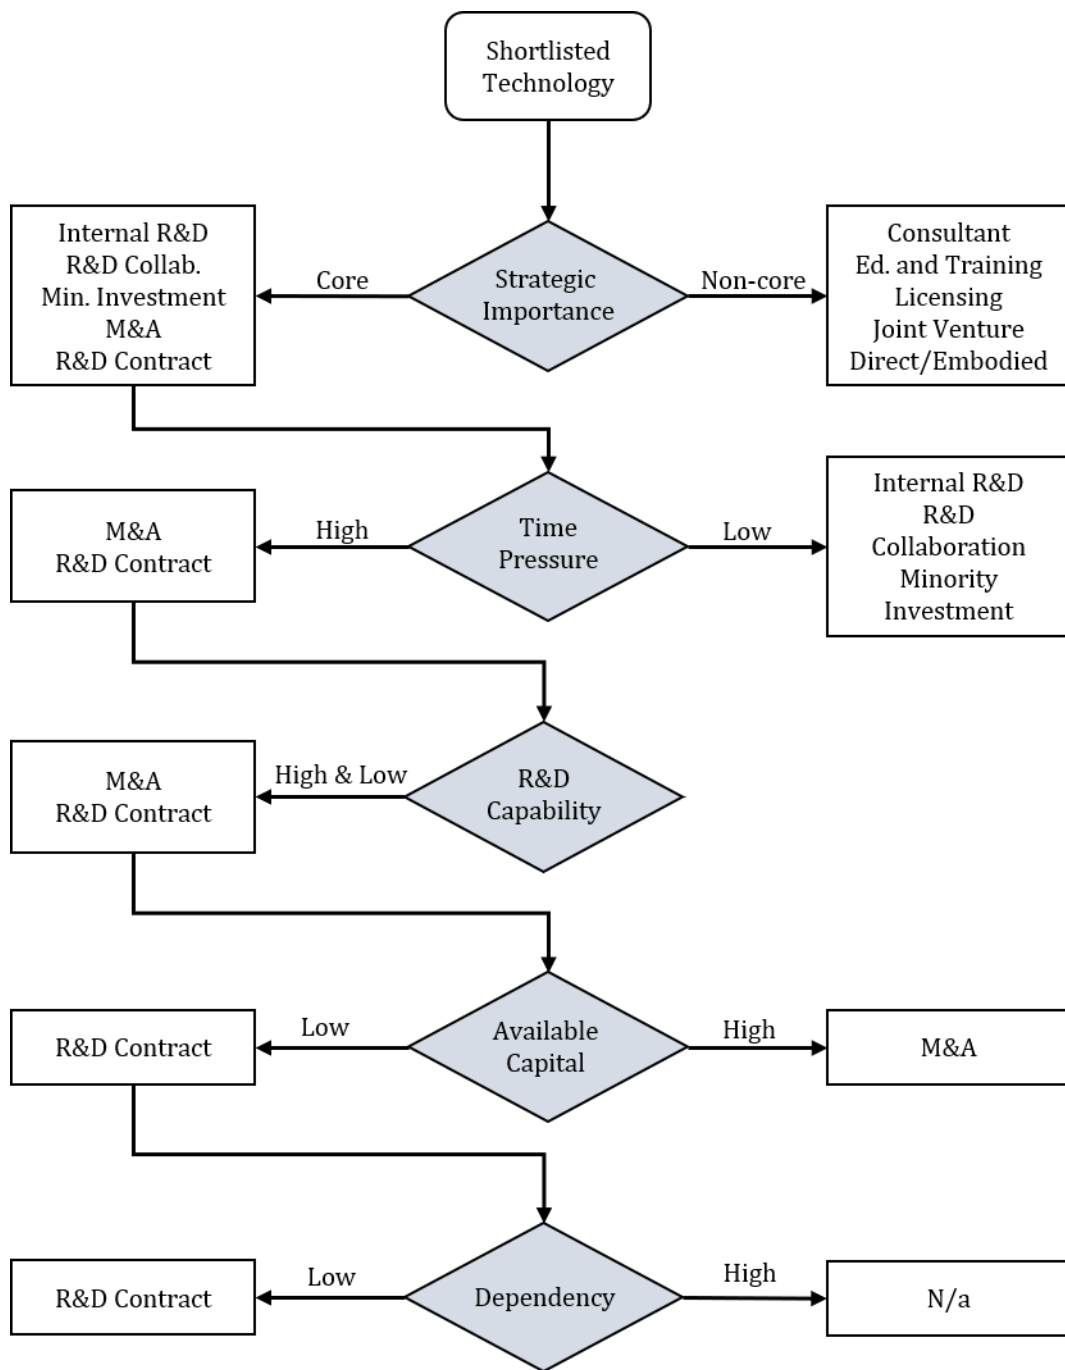 Shortlisted
Technology
Internal R&D
R&D Collab.
Min. Investment
M&A
R&D Contract
Core
Strategic
Importance
Non-core
Consultant
Ed. and Training
Licensing
Joint Venture
Direct/Embodied
M&A
R&D Contract
High
Time
Pressure
Low
Internal R&D
R&D
Collaboration
Minority
Investment
M&A
R&D Contract
High & Low
R&D
Capability
R&D Contract
Low
Available
Capital
High
M&A
R&D Contract
Low
Dependency
High
N/a